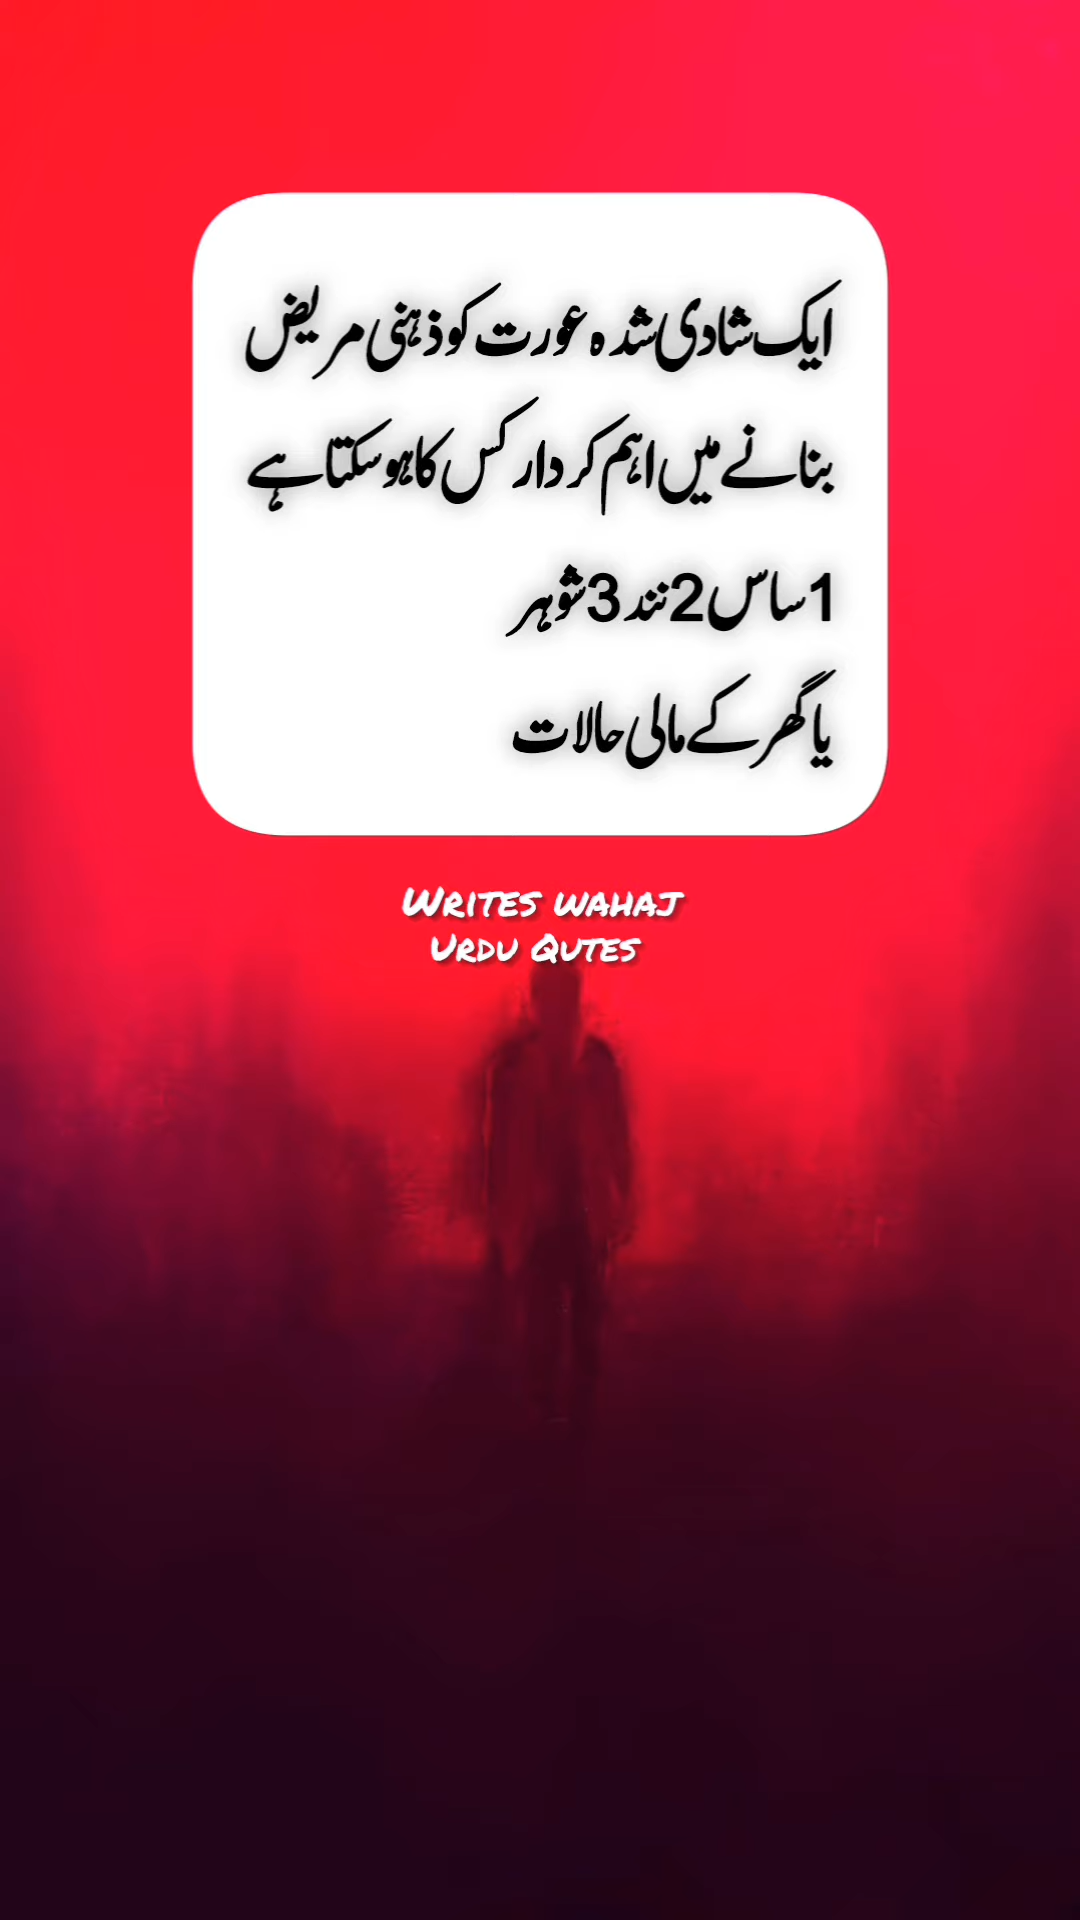 ایک شادی شدہ عورت کو ذہنی مریض
بنانے میں اہم کردار کس کا ہو سکتا ہے
1 ساس 2 نند 3 شوہر
یا گھر کے مالی حالات
WRITES WAHAJ
URDU QUTES